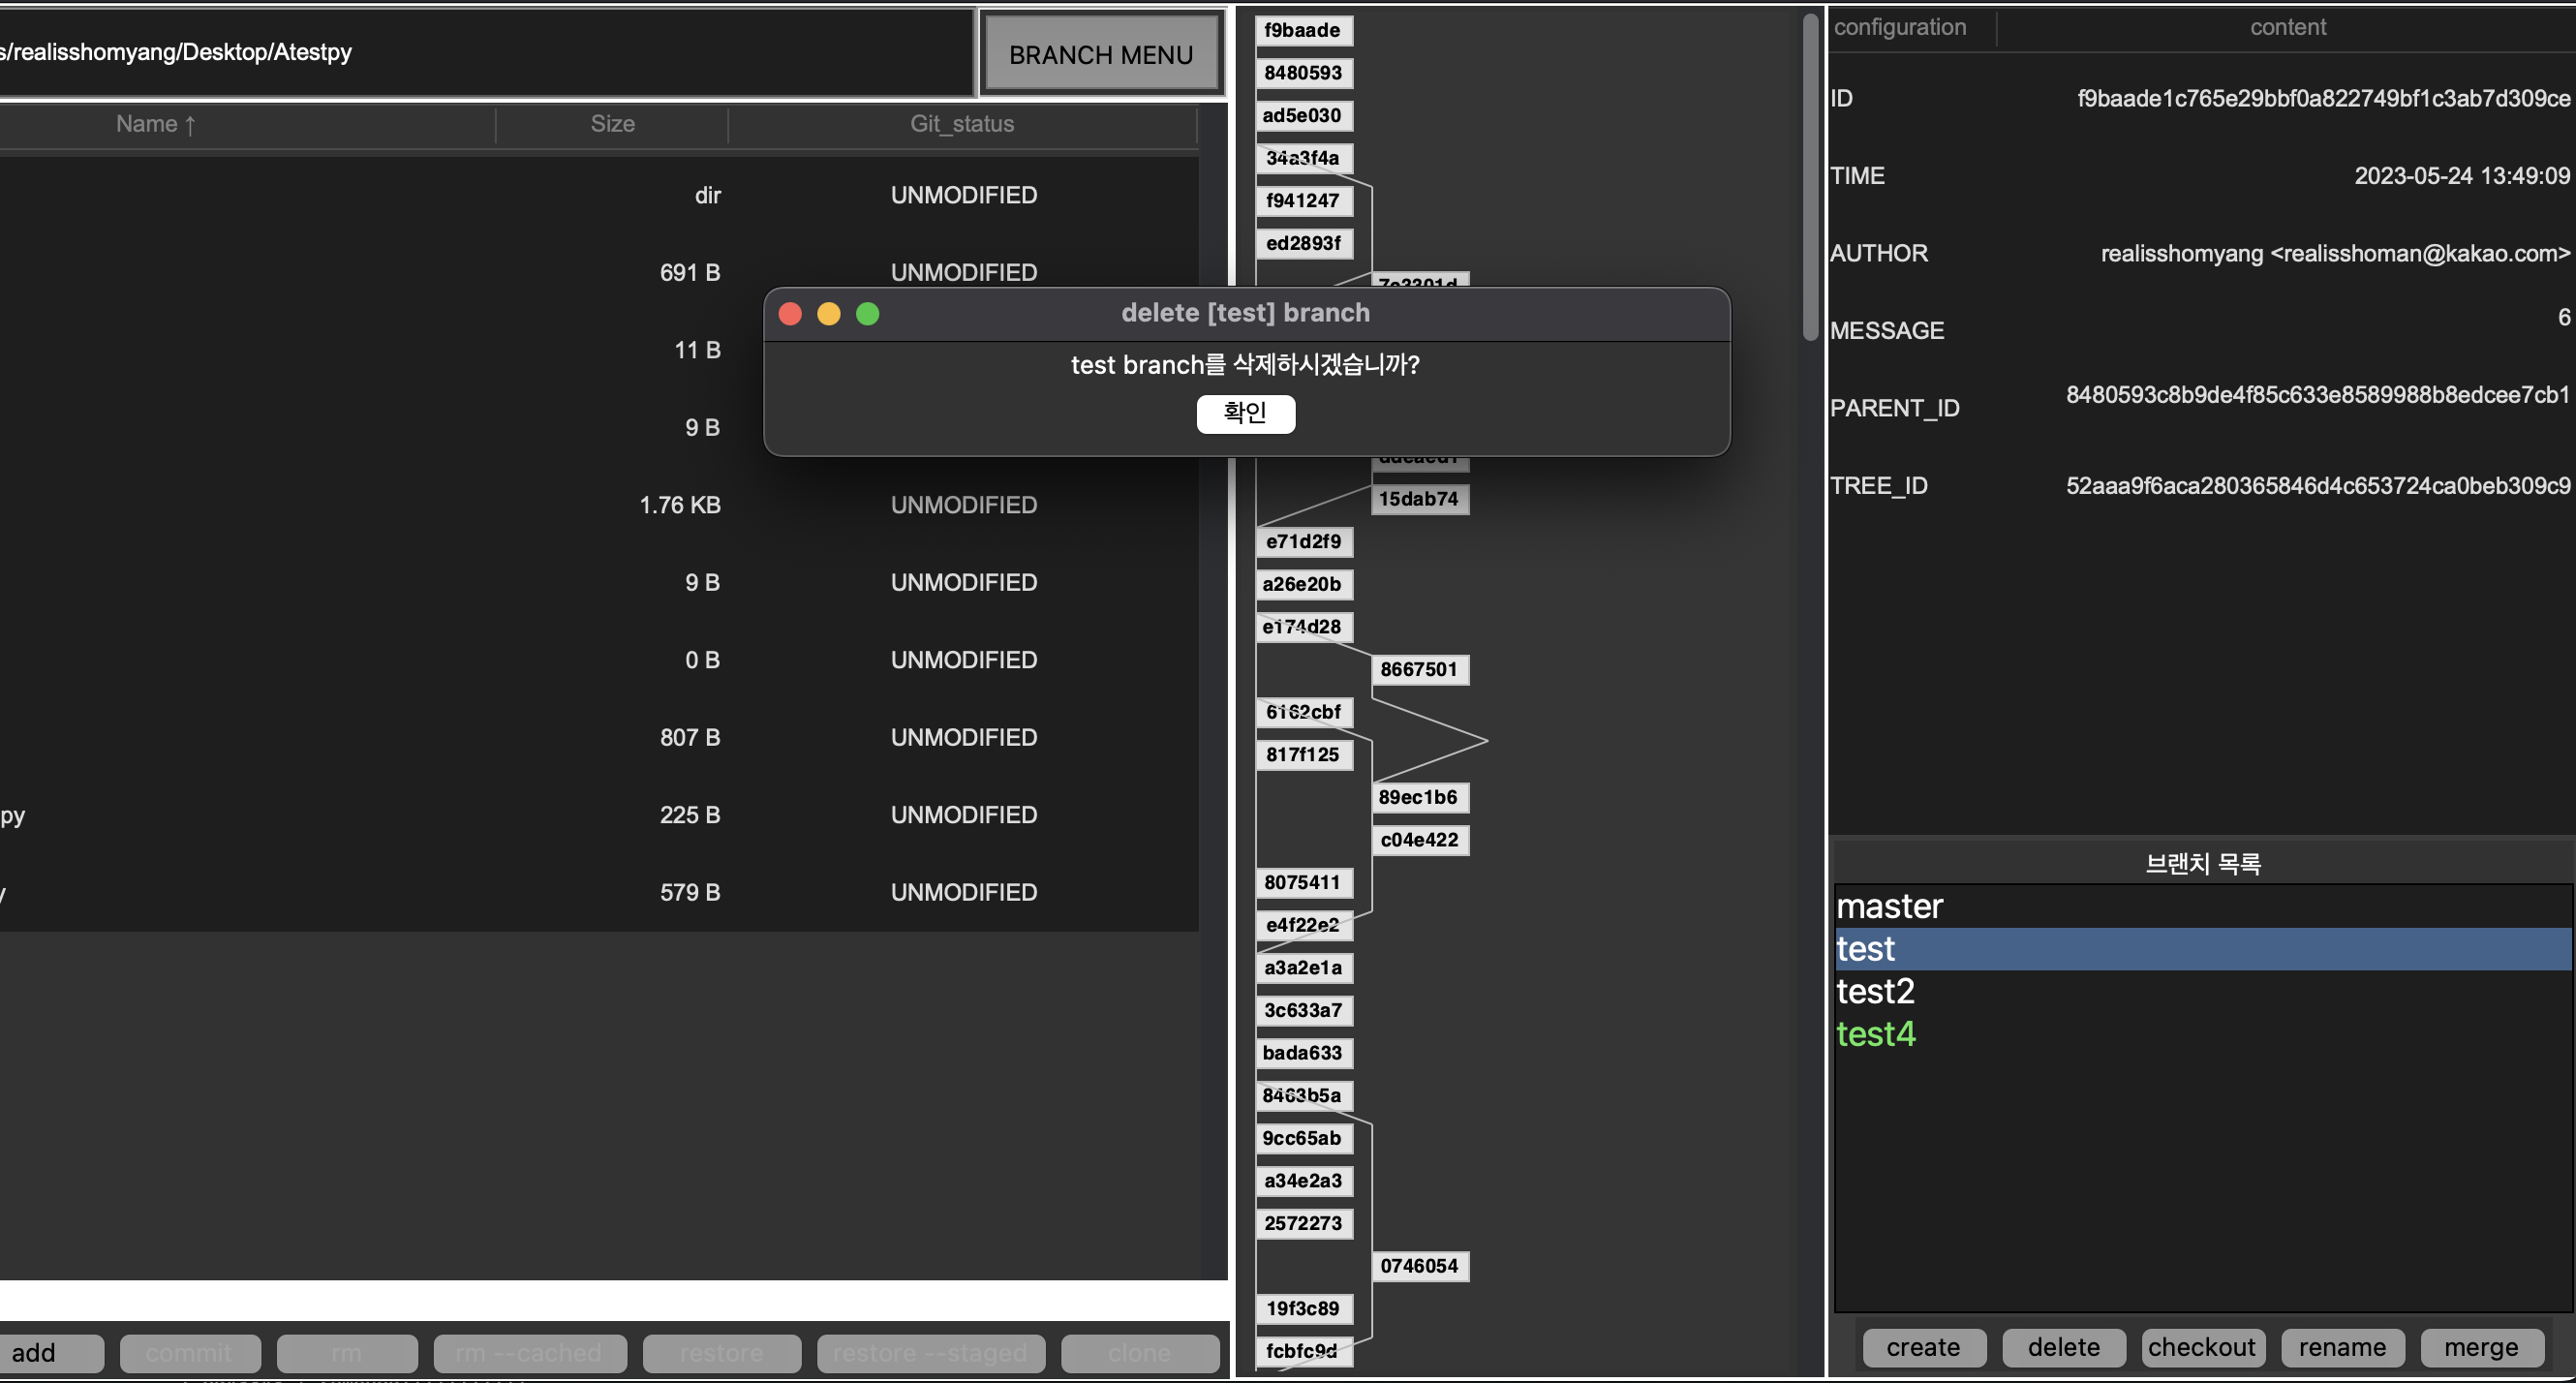 s/realisshomyang/Desktop/Atestpy
BRANCH MENU
Name ↑ Size Git_status
dir UNMODIFIED
691 B UNMODIFIED
11 B
9 B
1.76 KB UNMODIFIED
9 B UNMODIFIED
0 B UNMODIFIED
807 B UNMODIFIED
py 225 B UNMODIFIED
y 579 B UNMODIFIED
add commit rm rm --cached restore restore --staged clone
f9baade
8480593
ad5e030
34a3f4a
f941247
ed2893f
7e3301d
delete [test] branch
test branch를 삭제하시겠습니까?
확인
15dab74
e71d2f9
a26e20b
e174d28
8667501
6162cbf
817f125
89ec1b6
c04e422
8075411
e4f22e2
a3a2e1a
3c633a7
bada633
8463b5a
9cc65ab
a34e2a3
2572273
0746054
19f3c89
fcbfc9d
configuration content
ID f9baade1c765e29bbf0a822749bf1c3ab7d309ce
TIME 2023-05-24 13:49:09
AUTHOR realisshomyang <realisshoman@kakao.com>
MESSAGE 6
PARENT_ID 8480593c8b9de4f85c633e8589988b8edcee7cb1
TREE_ID 52aaa9f6aca280365846d4c653724ca0beb309c9
브랜치 목록
master
test
test2
test4
create delete checkout rename merge